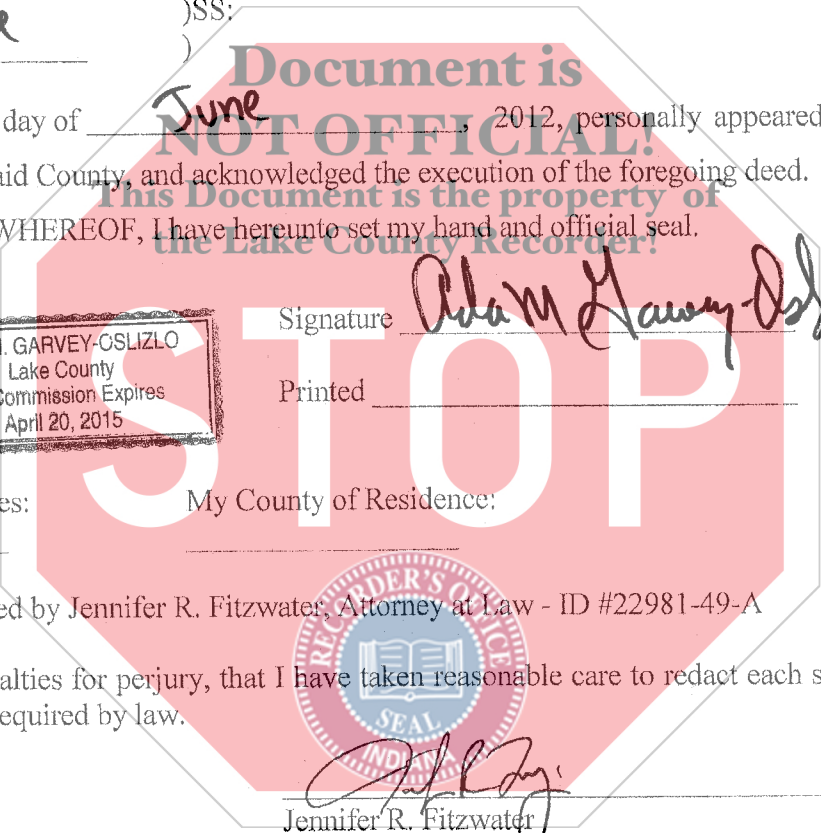 )SS:
)
Document is
day of June, 2012, personally appeared
NOT OFFICIAL!
aid County, and acknowledged the execution of the foregoing deed.
This Document is the property of
WHEREOF, I have hereunto set my hand and official seal.
the Lake County Recorder!
Signature Ada M Garvey-Osl
. GARVEY-OSLIZLO
Lake County
Commission Expires
April 20, 2015
Printed
STOP
es: My County of Residence:
RECORDER'S OFFICE
ed by Jennifer R. Fitzwater, Attorney at Law - ID #22981-49-A
alties for perjury, that I have taken reasonable care to redact each s
equired by law.
SEAL
INDIANA
Jennifer R. Fitzwater